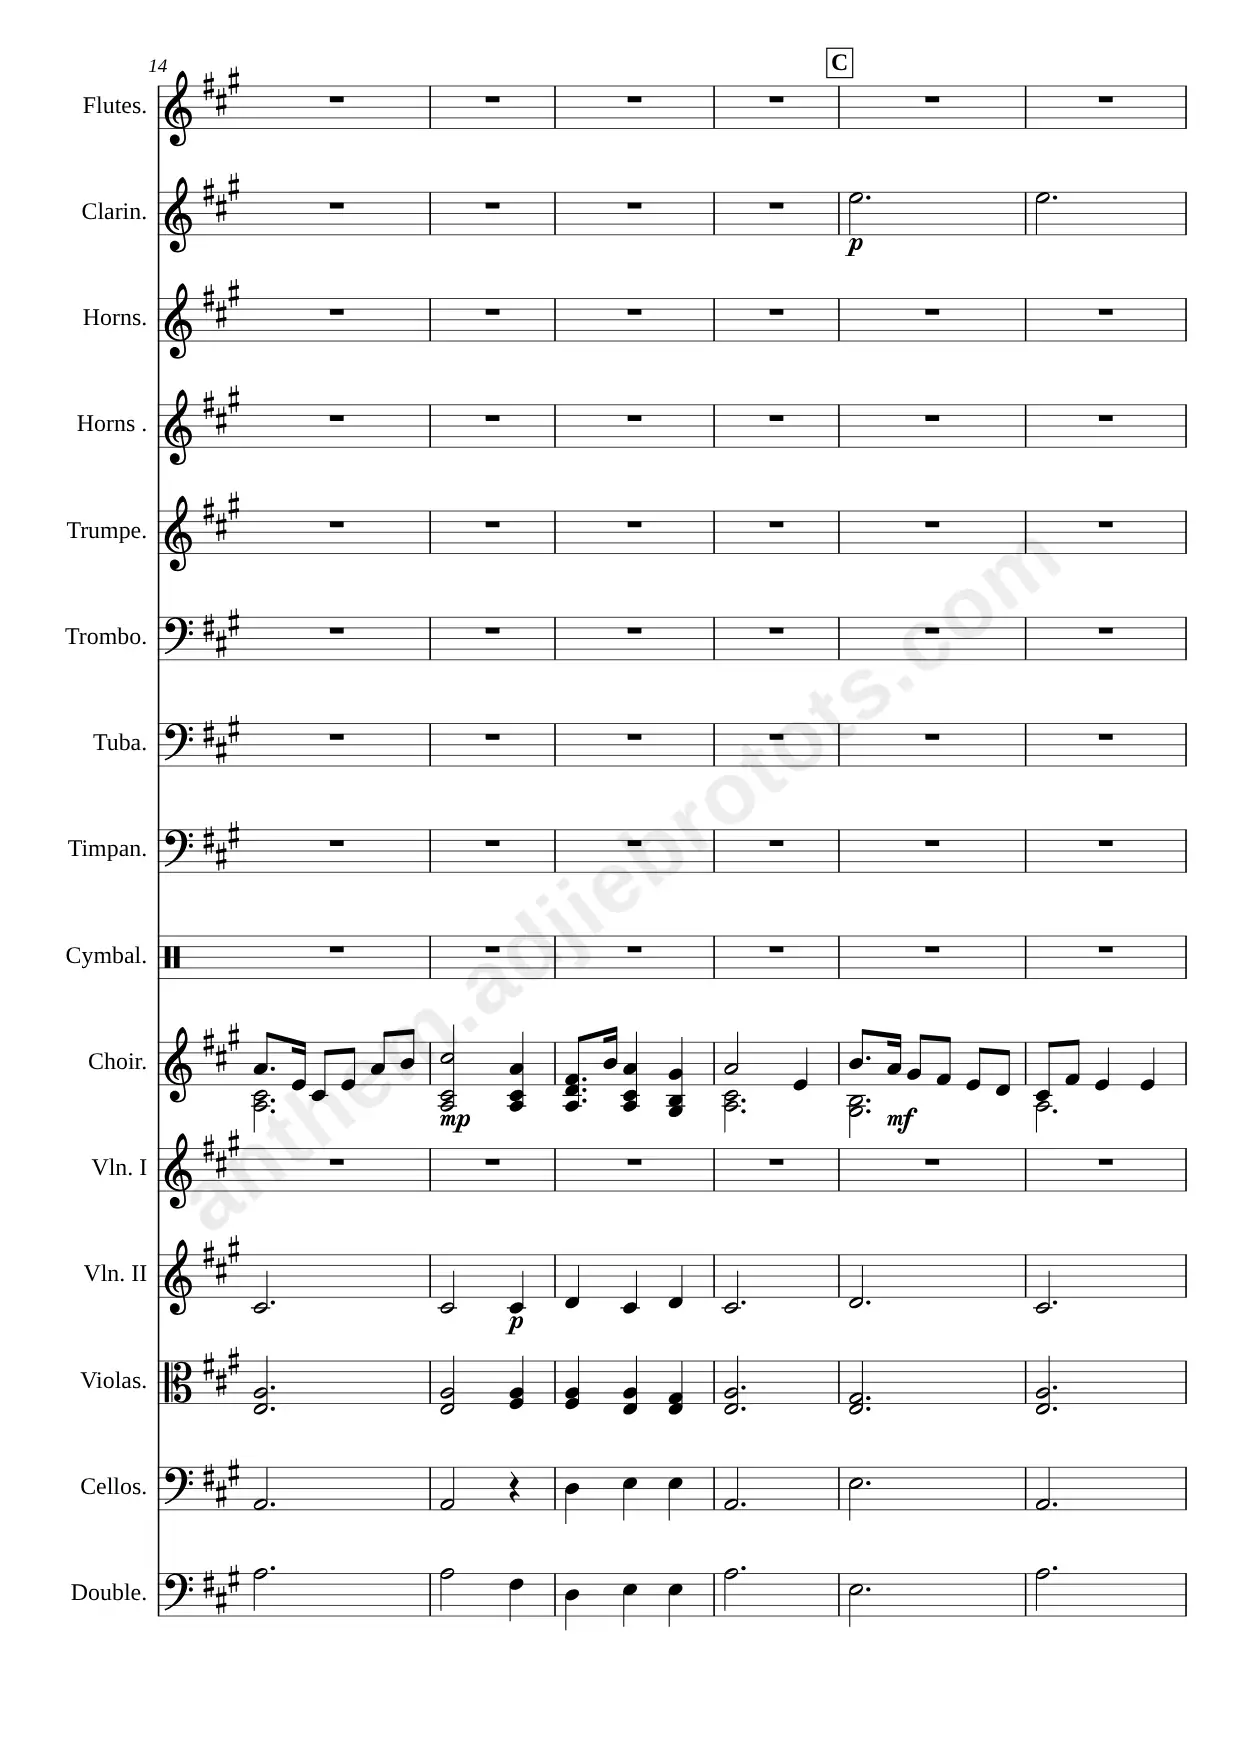 14
C
Flutes.
Clarin.
p
Horns.
Horns .
Trumpe.
Trombo.
Tuba.
Timpan.
Cymbal.
Choir.
mp
mf
Vln. I
Vln. II
p
Violas.
Cellos.
Double.
anthem.adjiebrotots.com